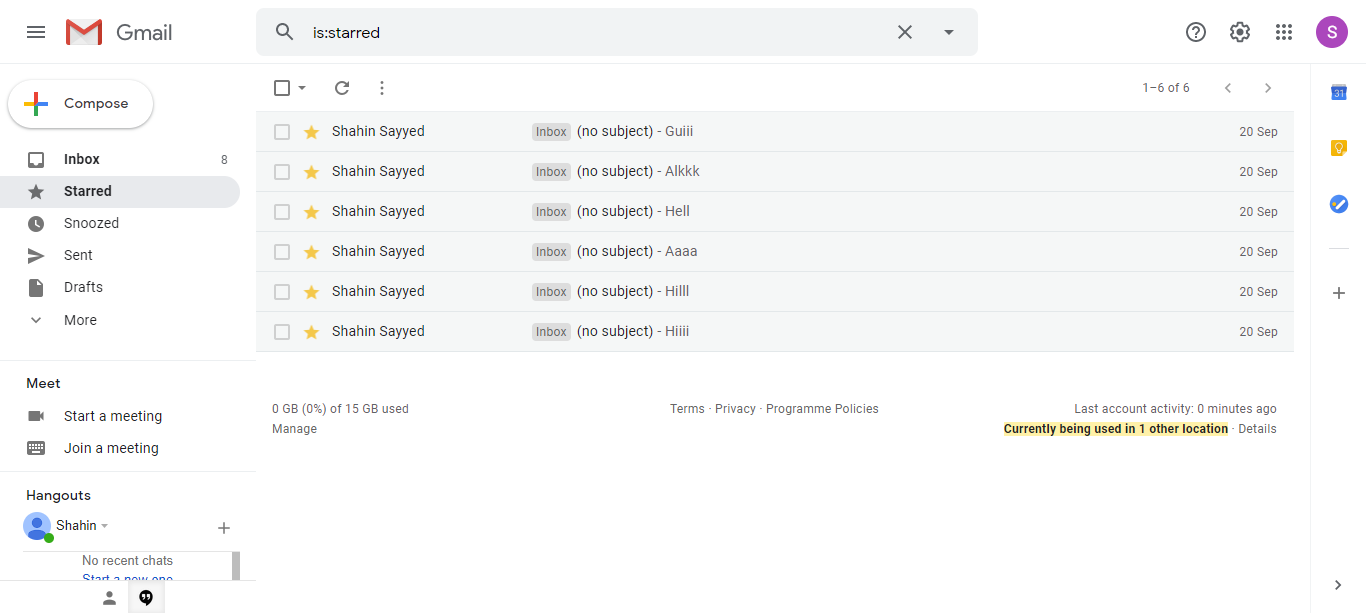 Gmail
is:starred
S
Compose
1–6 of 6
31
Inbox 8
Starred
Snoozed
Sent
Drafts
More
Shahin Sayyed Inbox (no subject) - Guiii 20 Sep
Shahin Sayyed Inbox (no subject) - Alkkk 20 Sep
Shahin Sayyed Inbox (no subject) - Hell 20 Sep
Shahin Sayyed Inbox (no subject) - Aaaa 20 Sep
Shahin Sayyed Inbox (no subject) - Hilll 20 Sep
Shahin Sayyed Inbox (no subject) - Hiiii 20 Sep
Meet
Start a meeting
Join a meeting
Hangouts
Shahin
No recent chats
Start a new one
0 GB (0%) of 15 GB used
Manage
Terms · Privacy · Programme Policies
Last account activity: 0 minutes ago
Currently being used in 1 other location · Details